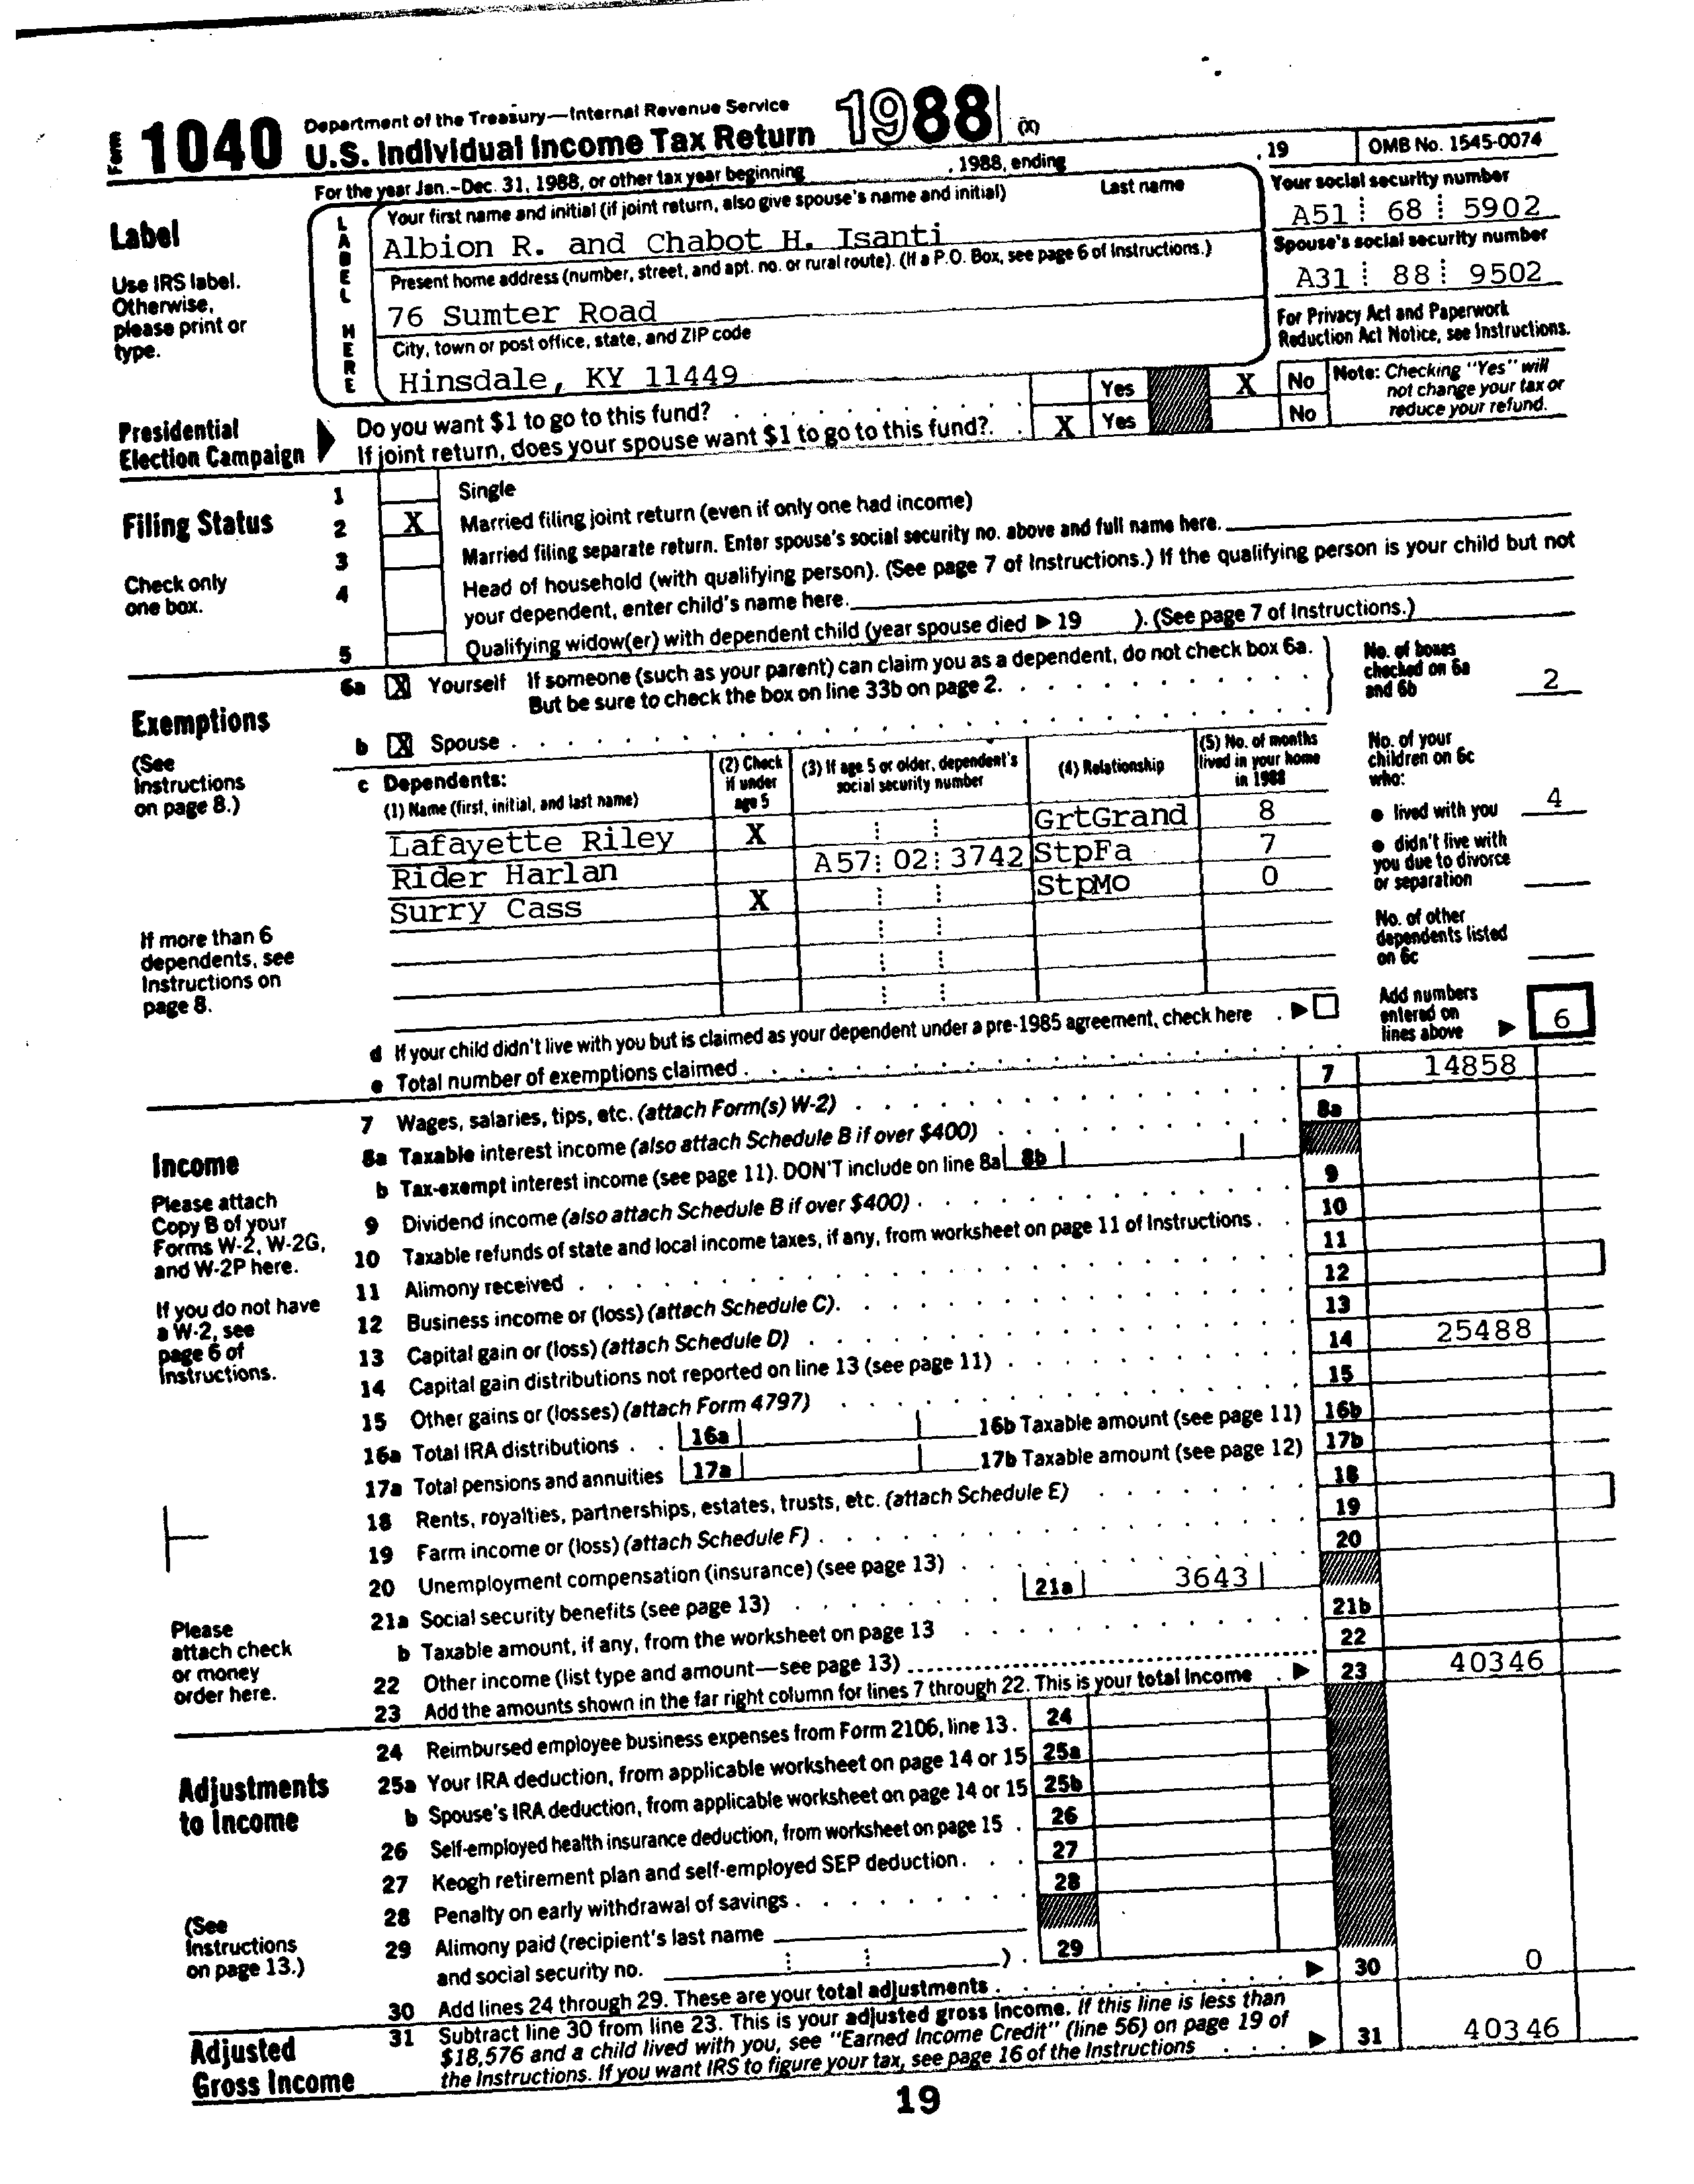 Form 1040 Department of the Treasury—Internal Revenue Service
U.S. Individual Income Tax Return 1988 (X)
For the year Jan.–Dec. 31, 1988, or other tax year beginning , 1988, ending , 19 OMB No. 1545-0074
Label
Use IRS label.
Otherwise,
please print or
type.
LABEL HERE
Your first name and initial (if joint return, also give spouse's name and initial) Last name
Albion R. and Chabot H. Isanti
Your social security number
A51 68 5902
Present home address (number, street, and apt. no. or rural route). (If a P.O. Box, see page 6 of Instructions.)
76 Sumter Road
Spouse's social security number
A31 88 9502
City, town or post office, state, and ZIP code
Hinsdale, KY 11449
For Privacy Act and Paperwork
Reduction Act Notice, see Instructions.
Presidential
Election Campaign
Do you want $1 to go to this fund? Yes X No
If joint return, does your spouse want $1 to go to this fund? X Yes No
Note: Checking "Yes" will
not change your tax or
reduce your refund.
Filing Status
Check only
one box.
1 Single
2 X Married filing joint return (even if only one had income)
3 Married filing separate return. Enter spouse's social security no. above and full name here.
4 Head of household (with qualifying person). (See page 7 of Instructions.) If the qualifying person is your child but not
your dependent, enter child's name here.
5 Qualifying widow(er) with dependent child (year spouse died ▶ 19 ). (See page 7 of Instructions.)
Exemptions
(See
Instructions
on page 8.)
If more than 6
dependents, see
Instructions on
page 8.
6a X Yourself If someone (such as your parent) can claim you as a dependent, do not check box 6a.
But be sure to check the box on line 33b on page 2.
b X Spouse
No. of boxes
checked on 6a
and 6b 2
c Dependents:
(1) Name (first, initial, and last name)
(2) Check
if under
age 5
(3) If age 5 or older, dependent's
social security number
(4) Relationship
(5) No. of months
lived in your home
in 1988
Lafayette Riley X GrtGrand 8
Rider Harlan A57 02 3742 StpFa 7
Surry Cass X StpMo 0
No. of your
children on 6c
who:
● lived with you 4
● didn't live with
you due to divorce
or separation
No. of other
dependents listed
on 6c
d If your child didn't live with you but is claimed as your dependent under a pre-1985 agreement, check here ▶
e Total number of exemptions claimed
Add numbers
entered on
lines above ▶ 6
Income
Please attach
Copy B of your
Forms W-2, W-2G,
and W-2P here.
If you do not have
a W-2, see
page 6 of
Instructions.
Please
attach check
or money
order here.
7 Wages, salaries, tips, etc. (attach Form(s) W-2) 7 14858
8a Taxable interest income (also attach Schedule B if over $400) 8a
b Tax-exempt interest income (see page 11). DON'T include on line 8a 8b
9 Dividend income (also attach Schedule B if over $400) 9
10 Taxable refunds of state and local income taxes, if any, from worksheet on page 11 of Instructions 10
11 Alimony received 11
12 Business income or (loss) (attach Schedule C) 12
13 Capital gain or (loss) (attach Schedule D) 13
14 Capital gain distributions not reported on line 13 (see page 11) 14 25488
15 Other gains or (losses) (attach Form 4797) 15
16a Total IRA distributions 16a 16b Taxable amount (see page 11) 16b
17a Total pensions and annuities 17a 17b Taxable amount (see page 12) 17b
18 Rents, royalties, partnerships, estates, trusts, etc. (attach Schedule E) 18
19 Farm income or (loss) (attach Schedule F) 19
20 Unemployment compensation (insurance) (see page 13) 20
21a Social security benefits (see page 13) 21a 3643
b Taxable amount, if any, from the worksheet on page 13 21b
22 Other income (list type and amount—see page 13) 22
23 Add the amounts shown in the far right column for lines 7 through 22. This is your total income ▶ 23 40346
Adjustments
to Income
(See
Instructions
on page 13.)
24 Reimbursed employee business expenses from Form 2106, line 13 24
25a Your IRA deduction, from applicable worksheet on page 14 or 15 25a
b Spouse's IRA deduction, from applicable worksheet on page 14 or 15 25b
26 Self-employed health insurance deduction, from worksheet on page 15 26
27 Keogh retirement plan and self-employed SEP deduction 27
28 Penalty on early withdrawal of savings 28
29 Alimony paid (recipient's last name
and social security no. ) 29
30 Add lines 24 through 29. These are your total adjustments ▶ 30 0
Adjusted
Gross Income
31 Subtract line 30 from line 23. This is your adjusted gross income. If this line is less than
$18,576 and a child lived with you, see "Earned Income Credit" (line 56) on page 19 of
the Instructions. If you want IRS to figure your tax, see page 16 of the Instructions ▶ 31 40346
19